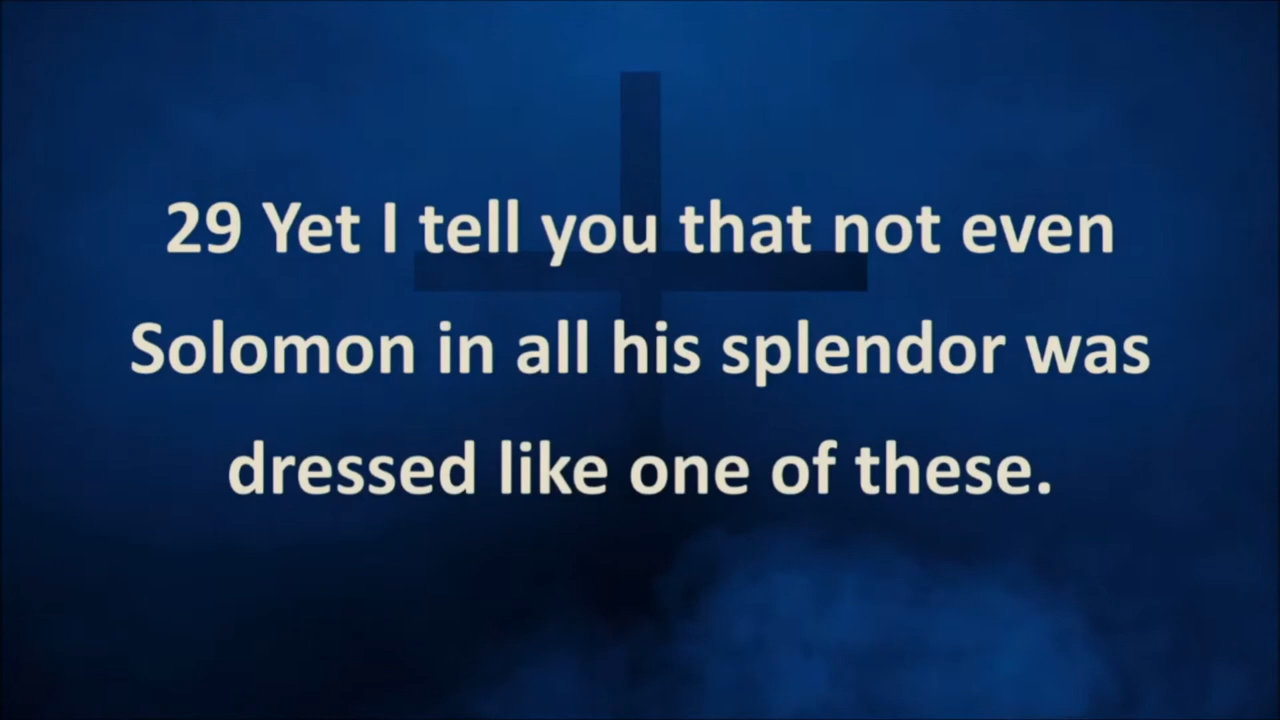 29 Yet I tell you that not even
Solomon in all his splendor was
dressed like one of these.